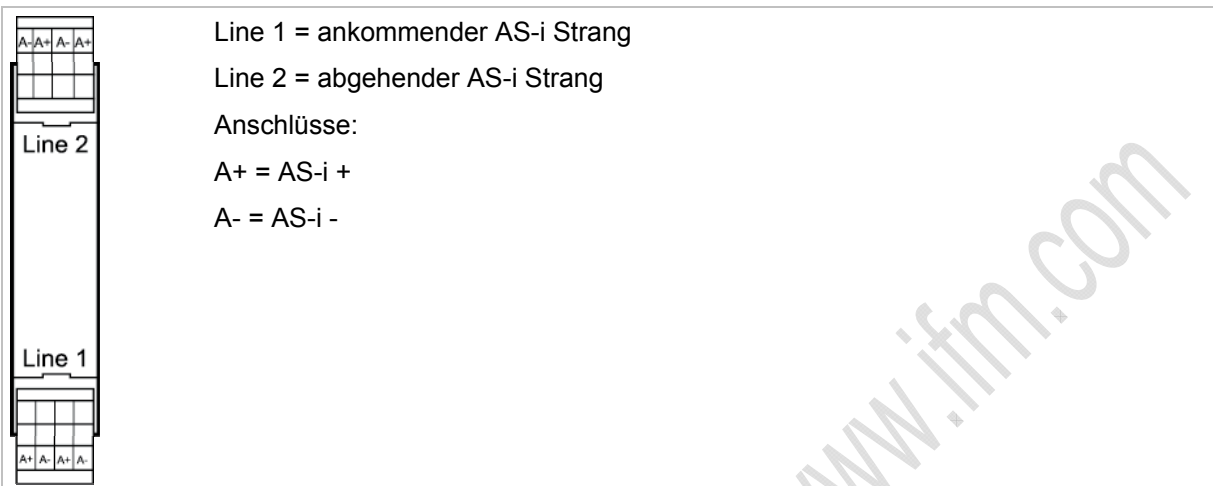 A- A+ A- A+
Line 2
Line 1
A+ A- A+ A-
Line 1 = ankommender AS-i Strang
Line 2 = abgehender AS-i Strang
Anschlüsse:
A+ = AS-i +
A- = AS-i -
www.ifm.com